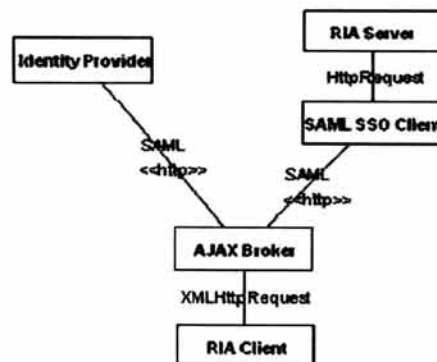 RIA Server
Identity Provider
HttpRequest
SAML SSO Client
SAML
<<http>>
SAML
<<http>>
AJAX Broker
XMLHttpRequest
RIA Client